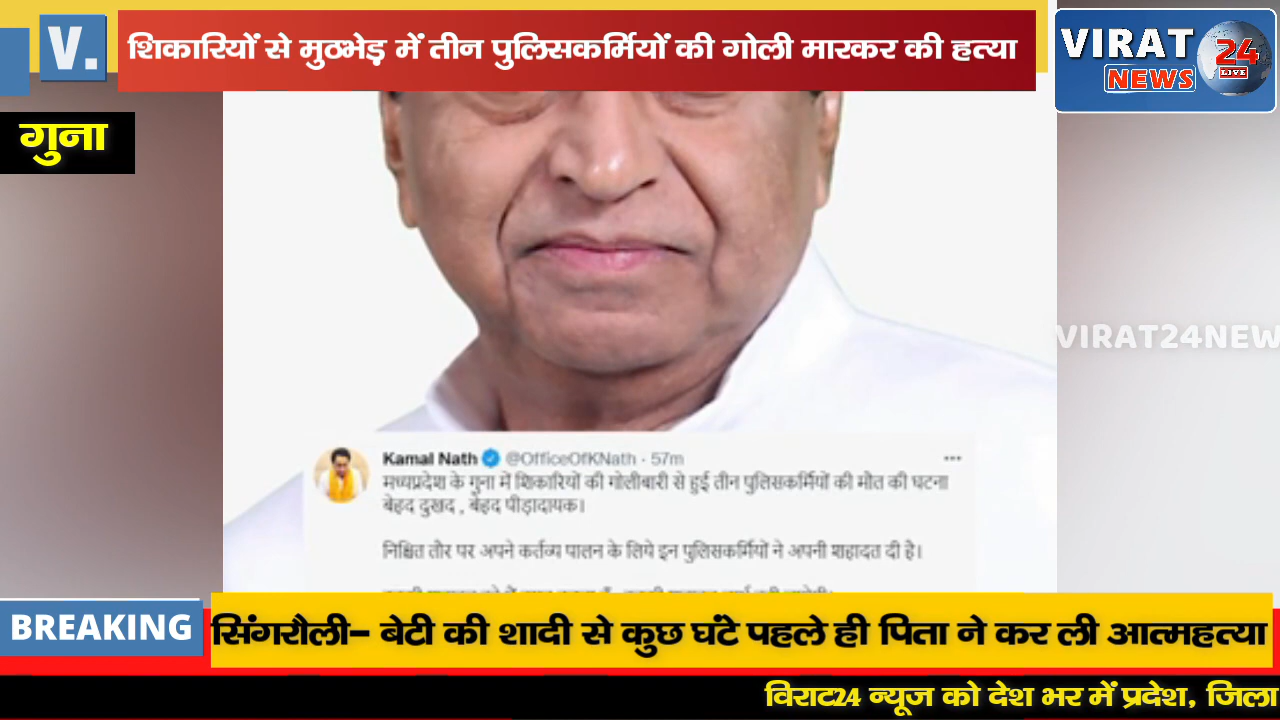 V.
शिकारियों से मुठभेड़ में तीन पुलिसकर्मियों की गोली मारकर की हत्या
VIRAT
24
NEWS
LIVE
गुना
VIRAT24NEW
Kamal Nath @OfficeOfKNath · 57m
मध्यप्रदेश के गुना में शिकारियों की गोलीबारी से हुई तीन पुलिसकर्मियों की मौत की घटना
बेहद दुखद , बेहद पीड़ादायक।
निश्चित तौर पर अपने कर्तव्य पालन के लिये इन पुलिसकर्मियों ने अपनी शहादत दी है।
BREAKING
सिंगरौली– बेटी की शादी से कुछ घंटे पहले ही पिता ने कर ली आत्महत्या
विराट24 न्यूज को देश भर में प्रदेश, जिला